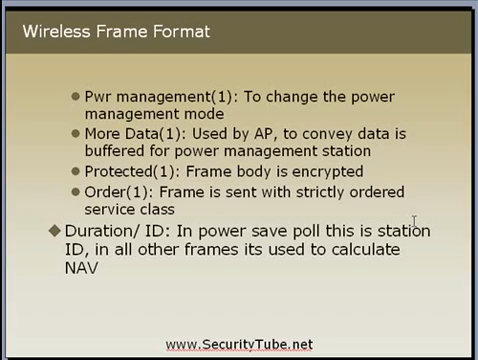 Wireless Frame Format
Pwr management(1): To change the power
management mode
More Data(1): Used by AP, to convey data is
buffered for power management station
Protected(1): Frame body is encrypted
Order(1): Frame is sent with strictly ordered
service class
Duration/ ID: In power save poll this is station
ID, in all other frames its used to calculate
NAV
www.SecurityTube.net